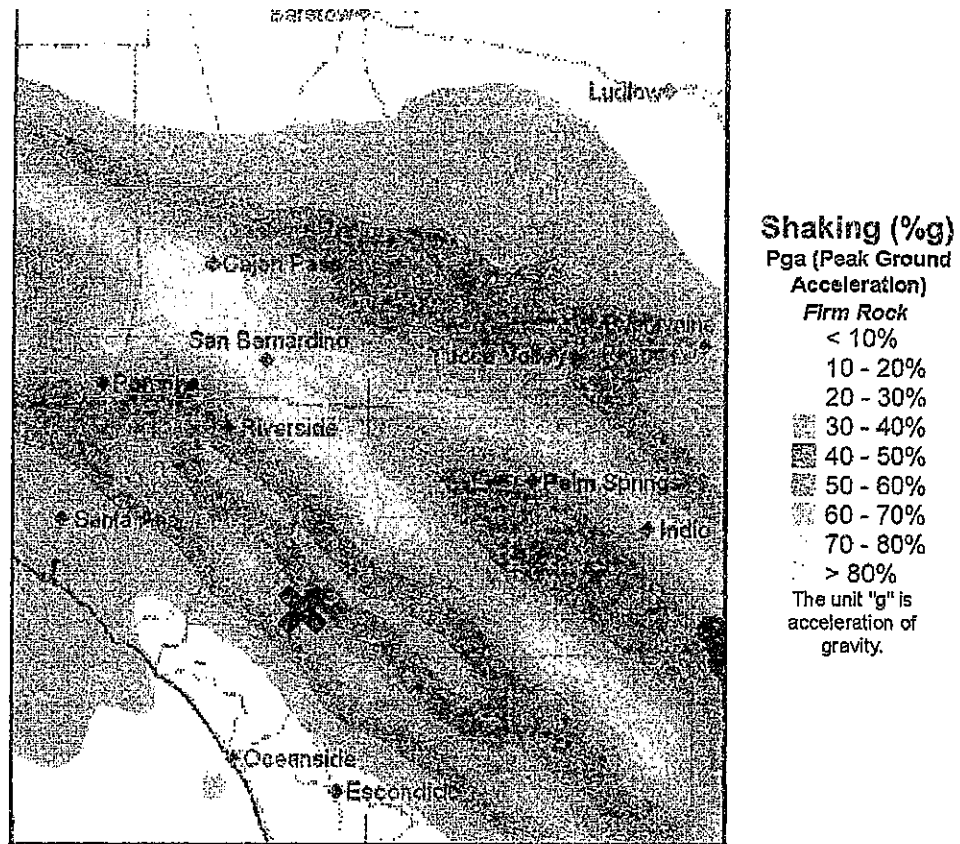 Barstow
Ludlow
Cajon Pass
San Bernardino
Yucca Valley
Riverside
Palm Springs
Santa Ana
Indio
Oceanside
Escondido
Shaking (%g)
Pga (Peak Ground
Acceleration)
Firm Rock
< 10%
10 - 20%
20 - 30%
30 - 40%
40 - 50%
50 - 60%
60 - 70%
70 - 80%
> 80%
The unit "g" is
acceleration of
gravity.